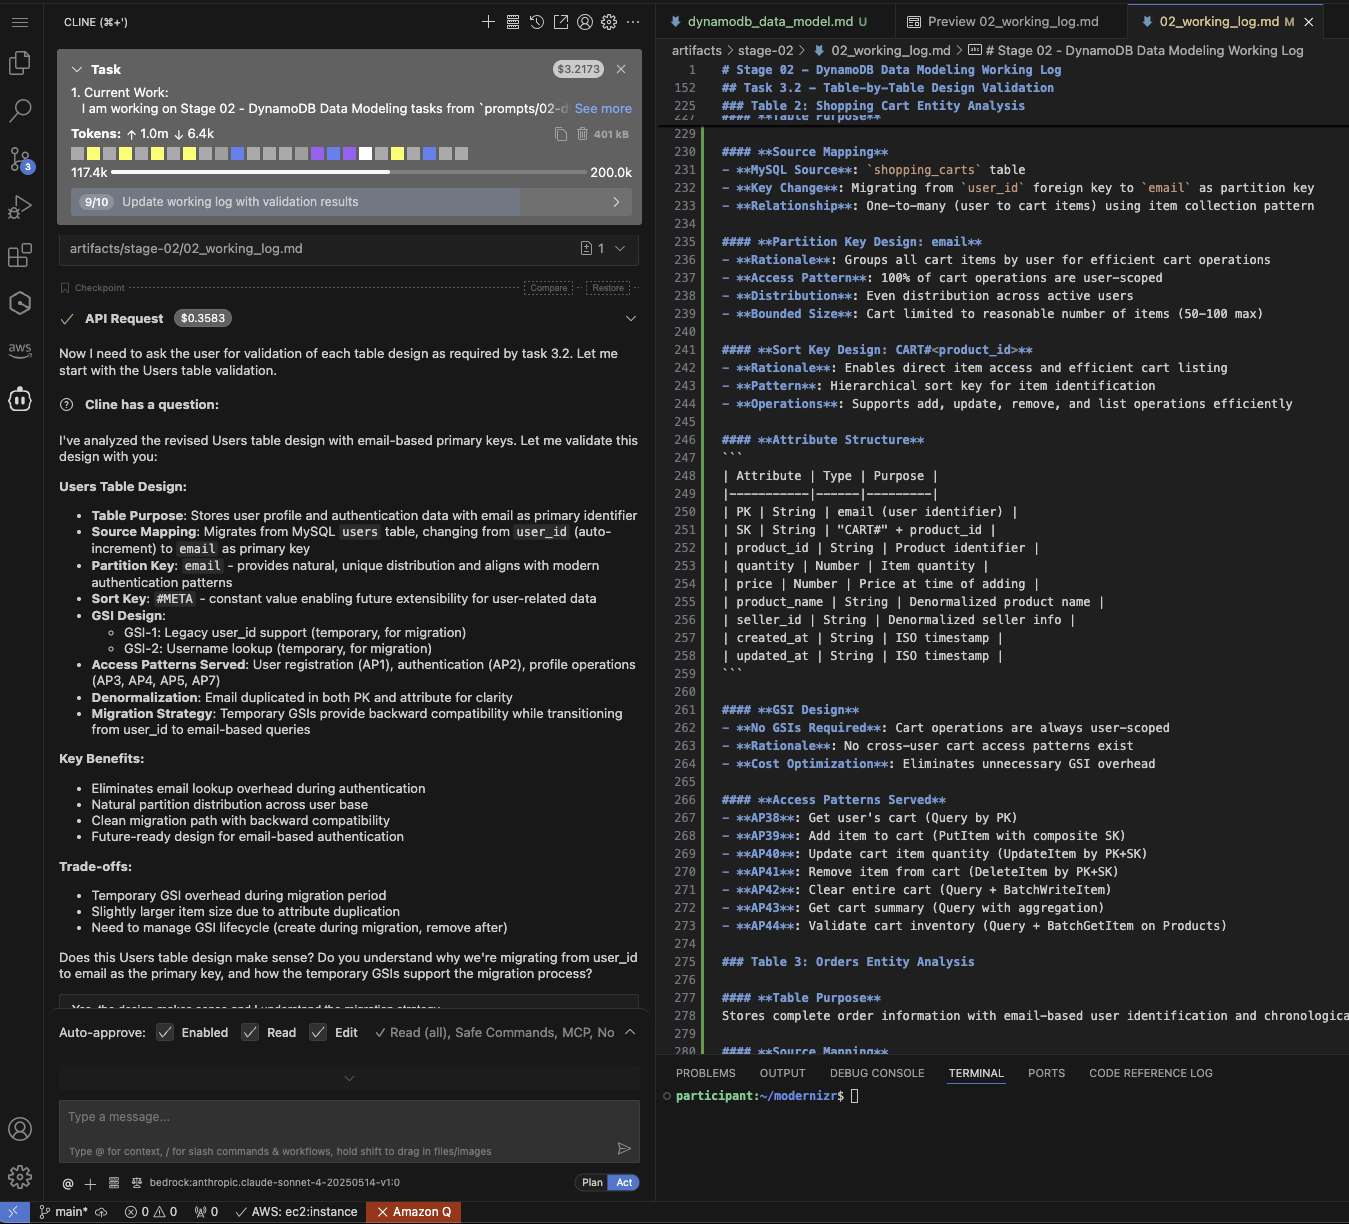 CLINE (⌘+')
Task
$3.2173
1. Current Work:
I am working on Stage 02 - DynamoDB Data Modeling tasks from `prompts/02-d See more
Tokens: ↑ 1.0m ↓ 6.4k
401 kB
117.4k
200.0k
9/10 Update working log with validation results
artifacts/stage-02/02_working_log.md
1
Checkpoint
Compare
Restore
API Request $0.3583
Now I need to ask the user for validation of each table design as required by task 3.2. Let me
start with the Users table validation.
Cline has a question:
I've analyzed the revised Users table design with email-based primary keys. Let me validate this
design with you:
Users Table Design:
• Table Purpose: Stores user profile and authentication data with email as primary identifier
• Source Mapping: Migrates from MySQL users table, changing from user_id (auto-
increment) to email as primary key
• Partition Key: email - provides natural, unique distribution and aligns with modern
authentication patterns
• Sort Key: #META - constant value enabling future extensibility for user-related data
• GSI Design:
◦ GSI-1: Legacy user_id support (temporary, for migration)
◦ GSI-2: Username lookup (temporary, for migration)
• Access Patterns Served: User registration (AP1), authentication (AP2), profile operations
(AP3, AP4, AP5, AP7)
• Denormalization: Email duplicated in both PK and attribute for clarity
• Migration Strategy: Temporary GSIs provide backward compatibility while transitioning
from user_id to email-based queries
Key Benefits:
• Eliminates email lookup overhead during authentication
• Natural partition distribution across user base
• Clean migration path with backward compatibility
• Future-ready design for email-based authentication
Trade-offs:
• Temporary GSI overhead during migration period
• Slightly larger item size due to attribute duplication
• Need to manage GSI lifecycle (create during migration, remove after)
Does this Users table design make sense? Do you understand why we're migrating from user_id
to email as the primary key, and how the temporary GSIs support the migration process?
Yes, the design makes sense and I understand the migration strategy
Auto-approve: Enabled Read Edit ✓ Read (all), Safe Commands, MCP, No
Type a message...
Type @ for context, / for slash commands & workflows, hold shift to drag in files/images
@ + bedrock:anthropic.claude-sonnet-4-20250514-v1:0
Plan Act
3
aws
dynamodb_data_model.md U
Preview 02_working_log.md
02_working_log.md M
artifacts > stage-02 > 02_working_log.md > # Stage 02 - DynamoDB Data Modeling Working Log
1 # Stage 02 - DynamoDB Data Modeling Working Log
152 ## Task 3.2 - Table-by-Table Design Validation
225 ### Table 2: Shopping Cart Entity Analysis
227 #### **Table Purpose**
229
230 #### **Source Mapping**
231 - **MySQL Source**: `shopping_carts` table
232 - **Key Change**: Migrating from `user_id` foreign key to `email` as partition key
233 - **Relationship**: One-to-many (user to cart items) using item collection pattern
234
235 #### **Partition Key Design: email**
236 - **Rationale**: Groups all cart items by user for efficient cart operations
237 - **Access Pattern**: 100% of cart operations are user-scoped
238 - **Distribution**: Even distribution across active users
239 - **Bounded Size**: Cart limited to reasonable number of items (50-100 max)
240
241 #### **Sort Key Design: CART#<product_id>**
242 - **Rationale**: Enables direct item access and efficient cart listing
243 - **Pattern**: Hierarchical sort key for item identification
244 - **Operations**: Supports add, update, remove, and list operations efficiently
245
246 #### **Attribute Structure**
247 ```
248 | Attribute | Type | Purpose |
249 |-----------|------|---------|
250 | PK | String | email (user identifier) |
251 | SK | String | "CART#" + product_id |
252 | product_id | String | Product identifier |
253 | quantity | Number | Item quantity |
254 | price | Number | Price at time of adding |
255 | product_name | String | Denormalized product name |
256 | seller_id | String | Denormalized seller info |
257 | created_at | String | ISO timestamp |
258 | updated_at | String | ISO timestamp |
259 ```
260
261 #### **GSI Design**
262 - **No GSIs Required**: Cart operations are always user-scoped
263 - **Rationale**: No cross-user cart access patterns exist
264 - **Cost Optimization**: Eliminates unnecessary GSI overhead
265
266 #### **Access Patterns Served**
267 - **AP38**: Get user's cart (Query by PK)
268 - **AP39**: Add item to cart (PutItem with composite SK)
269 - **AP40**: Update cart item quantity (UpdateItem by PK+SK)
270 - **AP41**: Remove item from cart (DeleteItem by PK+SK)
271 - **AP42**: Clear entire cart (Query + BatchWriteItem)
272 - **AP43**: Get cart summary (Query with aggregation)
273 - **AP44**: Validate cart inventory (Query + BatchGetItem on Products)
274
275 ### Table 3: Orders Entity Analysis
276
277 #### **Table Purpose**
278 Stores complete order information with email-based user identification and chronologica
279
280 #### **Source Mapping**
PROBLEMS OUTPUT DEBUG CONSOLE TERMINAL PORTS CODE REFERENCE LOG
participant:~/modernizr$
main* 0 0 0 ✓ AWS: ec2:instance ✕ Amazon Q